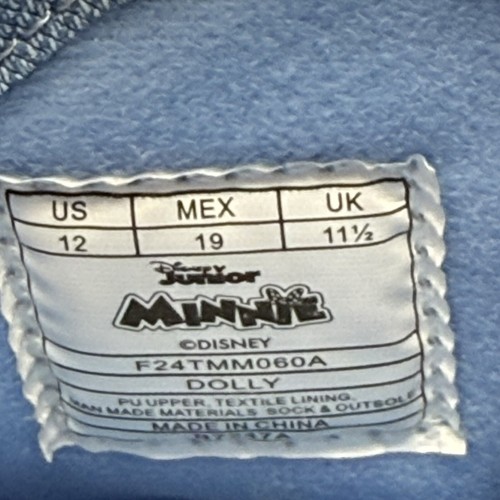 US MEX UK
12 19 11½
Disney
Junior
MINNIE
©DISNEY
F24TMM060A
DOLLY
PU UPPER, TEXTILE LINING.
MAN MADE MATERIALS SOCK & OUTSOLE
MADE IN CHINA